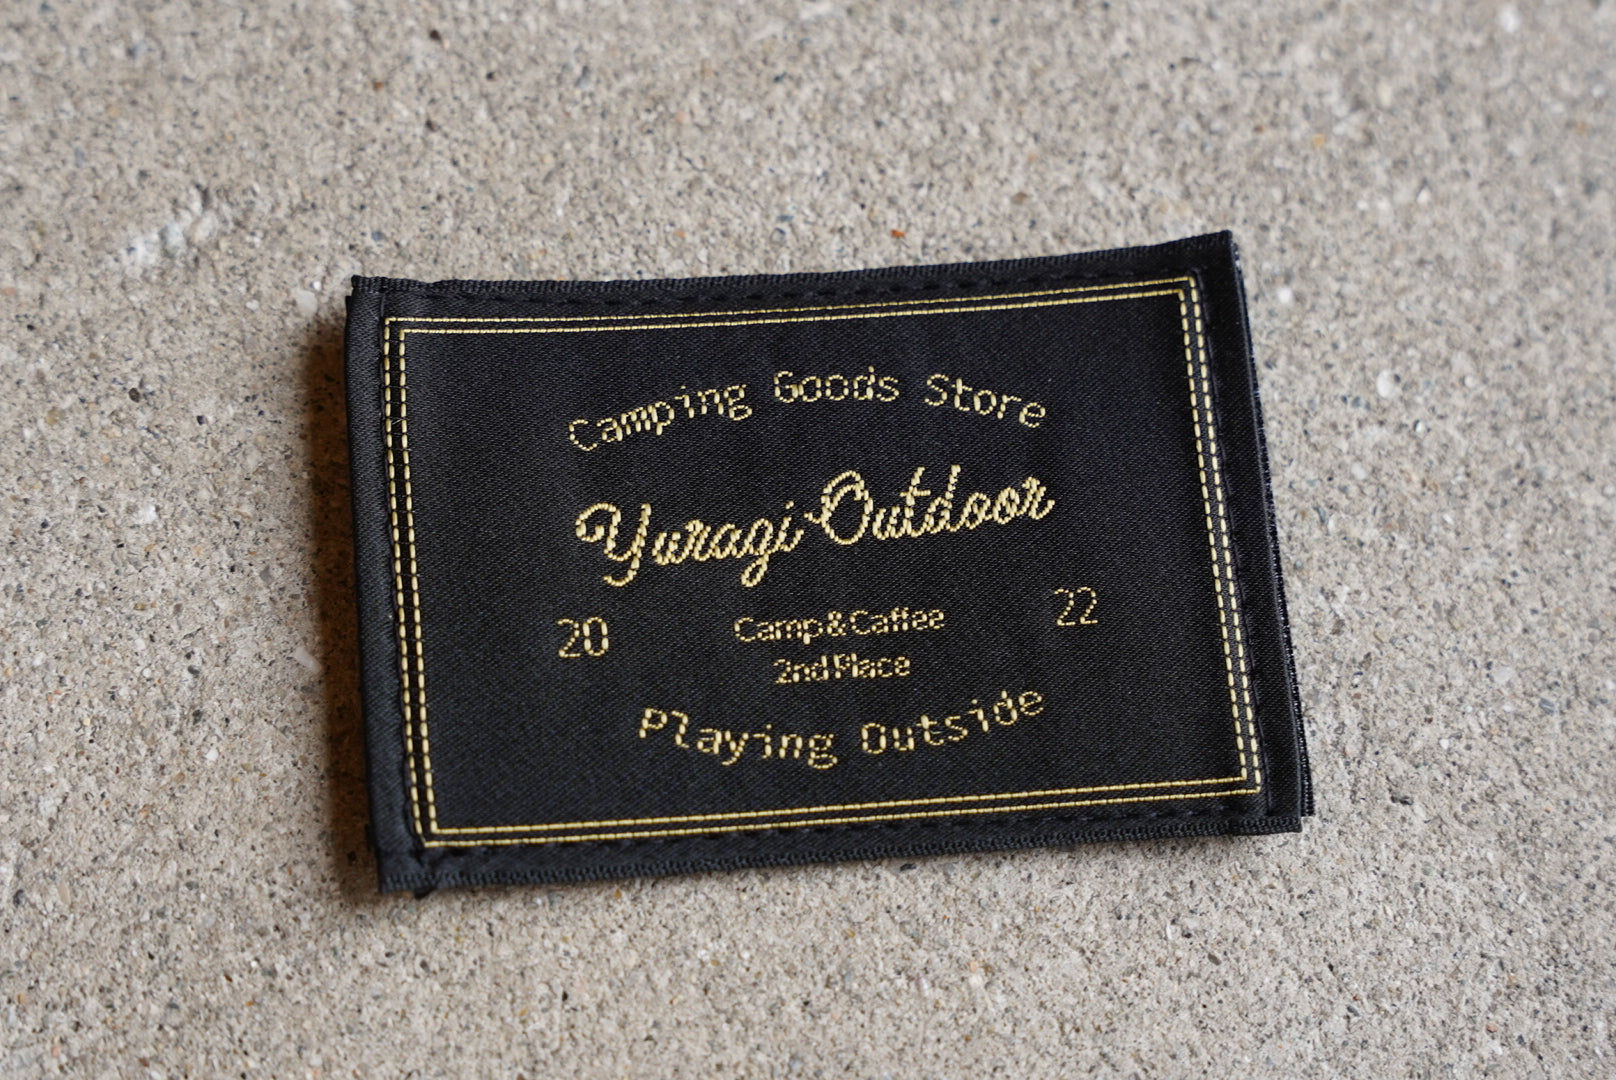 Camping Goods Store
Yuragi Outdoor
20 Camp&Caffee 22
2nd Place
Playing Outside